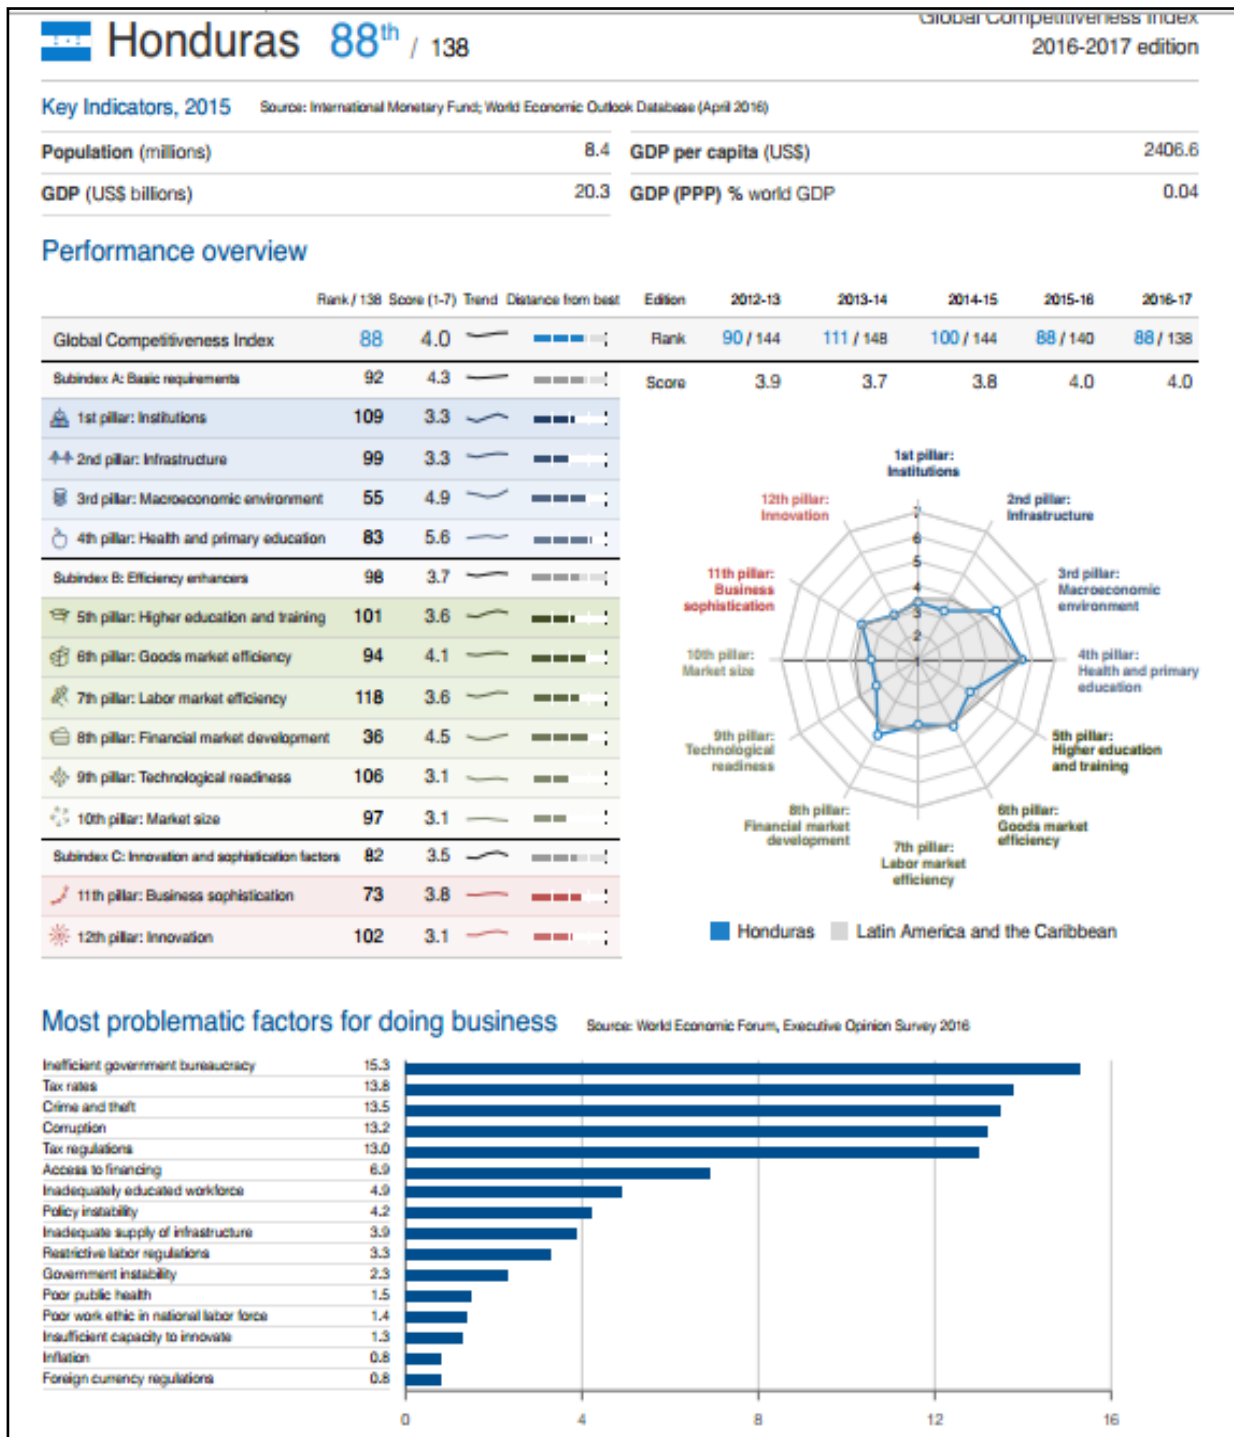 Honduras 88th / 138
Global Competitiveness Index
2016-2017 edition
Key Indicators, 2015 Source: International Monetary Fund; World Economic Outlook Database (April 2016)
Population (millions) 8.4 GDP per capita (US$) 2406.6
GDP (US$ billions) 20.3 GDP (PPP) % world GDP 0.04
Performance overview
Rank / 138 Score (1-7) Trend Distance from best Edition 2012-13 2013-14 2014-15 2015-16 2016-17
Global Competitiveness Index 88 4.0 Rank 90 / 144 111 / 148 100 / 144 88 / 140 88 / 138
Subindex A: Basic requirements 92 4.3 Score 3.9 3.7 3.8 4.0 4.0
1st pillar: Institutions 109 3.3
2nd pillar: Infrastructure 99 3.3
3rd pillar: Macroeconomic environment 55 4.9
4th pillar: Health and primary education 83 5.6
Subindex B: Efficiency enhancers 98 3.7
5th pillar: Higher education and training 101 3.6
6th pillar: Goods market efficiency 94 4.1
7th pillar: Labor market efficiency 118 3.6
8th pillar: Financial market development 36 4.5
9th pillar: Technological readiness 106 3.1
10th pillar: Market size 97 3.1
Subindex C: Innovation and sophistication factors 82 3.5
11th pillar: Business sophistication 73 3.8
12th pillar: Innovation 102 3.1
1st pillar:
Institutions
2nd pillar:
Infrastructure
3rd pillar:
Macroeconomic
environment
4th pillar:
Health and primary
education
5th pillar:
Higher education
and training
6th pillar:
Goods market
efficiency
7th pillar:
Labor market
efficiency
8th pillar:
Financial market
development
9th pillar:
Technological
readiness
10th pillar:
Market size
11th pillar:
Business
sophistication
12th pillar:
Innovation
7
6
5
4
3
2
1
Honduras Latin America and the Caribbean
Most problematic factors for doing business Source: World Economic Forum, Executive Opinion Survey 2016
Inefficient government bureaucracy 15.3
Tax rates 13.8
Crime and theft 13.5
Corruption 13.2
Tax regulations 13.0
Access to financing 6.9
Inadequately educated workforce 4.9
Policy instability 4.2
Inadequate supply of infrastructure 3.9
Restrictive labor regulations 3.3
Government instability 2.3
Poor public health 1.5
Poor work ethic in national labor force 1.4
Insufficient capacity to innovate 1.3
Inflation 0.8
Foreign currency regulations 0.8
0 4 8 12 16